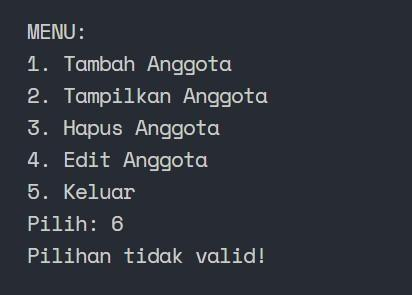 MENU:
1. Tambah Anggota
2. Tampilkan Anggota
3. Hapus Anggota
4. Edit Anggota
5. Keluar
Pilih: 6
Pilihan tidak valid!